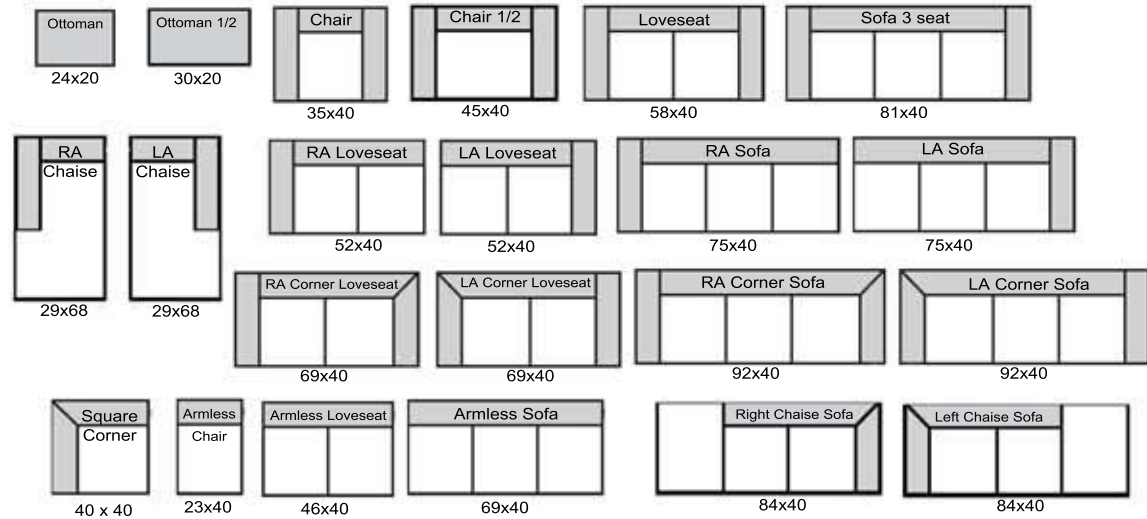 Ottoman
24x20
Ottoman 1/2
30x20
Chair
35x40
Chair 1/2
45x40
Loveseat
58x40
Sofa 3 seat
81x40
RA
Chaise
29x68
LA
Chaise
29x68
RA Loveseat
52x40
LA Loveseat
52x40
RA Sofa
75x40
LA Sofa
75x40
RA Corner Loveseat
69x40
LA Corner Loveseat
69x40
RA Corner Sofa
92x40
LA Corner Sofa
92x40
Square
Corner
40 x 40
Armless
Chair
23x40
Armless Loveseat
46x40
Armless Sofa
69x40
Right Chaise Sofa
84x40
Left Chaise Sofa
84x40